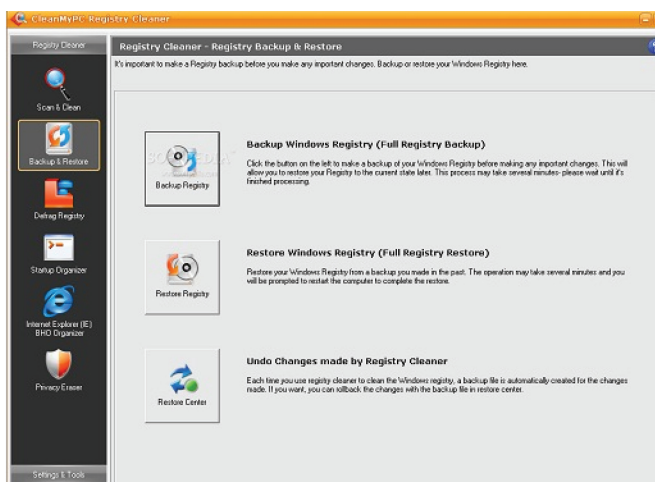 CleanMyPC Registry Cleaner
Registry Cleaner
Scan & Clean
Backup & Restore
Defrag Registry
Startup Organizer
Internet Explorer (IE)
BHO Organizer
Privacy Eraser
Settings & Tools
Registry Cleaner - Registry Backup & Restore
It's important to make a Registry backup before you make any important changes. Backup or restore your Windows Registry here.
SOFTPEDIA
Backup Registry
Backup Windows Registry (Full Registry Backup)
Click the button on the left to make a backup of your Windows Registry before making any important changes. This will
allow you to restore your Registry to the current state later. This process may take several minutes- please wait until it's
finished processing.
Restore Registry
Restore Windows Registry (Full Registry Restore)
Restore your Windows Registry from a backup you made in the past. The operation may take several minutes and you
will be prompted to restart the computer to complete the restore.
Restore Center
Undo Changes made by Registry Cleaner
Each time you use registry cleaner to clean the Windows registry, a backup file is automatically created for the changes
made. If you want, you can rollback the changes with the backup file in restore center.